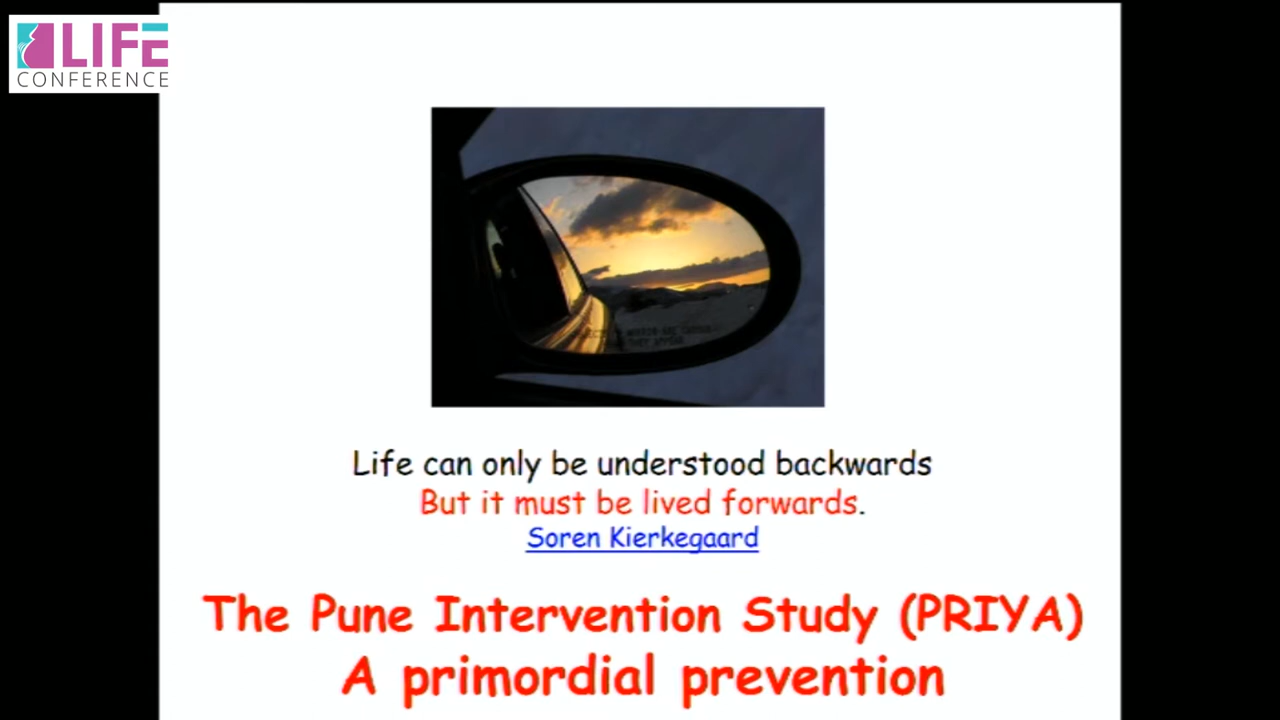 LIFE
CONFERENCE
Life can only be understood backwards
But it must be lived forwards.
Soren Kierkegaard
The Pune Intervention Study (PRIYA)
A primordial prevention